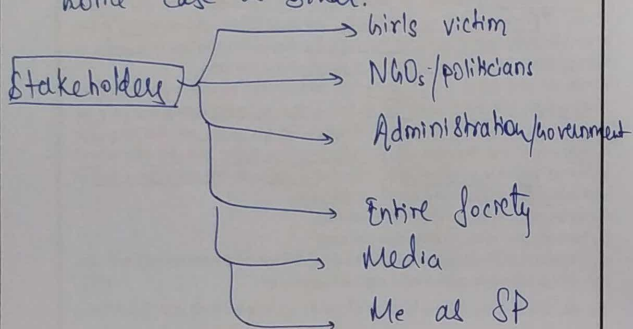 Girls victim
Stakeholders
NGOs/politicians
Administration/Government
Entire Society
Media
Me as SP